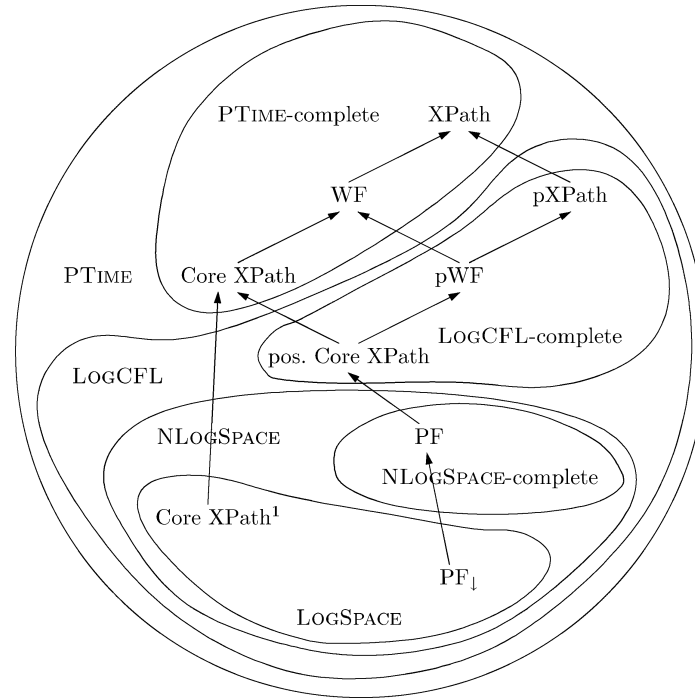 PTIME-complete
XPath
WF
pXPath
PTIME
Core XPath
pWF
LOGCFL-complete
pos. Core XPath
LOGCFL
NLOGSPACE
PF
NLOGSPACE-complete
Core XPath¹
PF↓
LOGSPACE